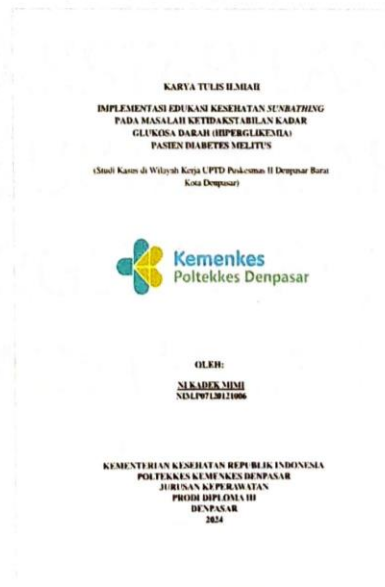 KARYA TULIS ILMIAH
IMPLEMENTASI EDUKASI KESEHATAN SUNBATHING
PADA MASALAH KETIDAKSTABILAN KADAR
GLUKOSA DARAH (HIPERGLIKEMIA)
PASIEN DIABETES MELITUS
(Studi Kasus di Wilayah Kerja UPTD Puskesmas II Denpasar Barat
Kota Denpasar)
Kemenkes
Poltekkes Denpasar
OLEH:
NI KADEK MIMI
NIM.P07120121006
KEMENTERIAN KESEHATAN REPUBLIK INDONESIA
POLTEKKES KEMENKES DENPASAR
JURUSAN KEPERAWATAN
PRODI DIPLOMA III
DENPASAR
2024